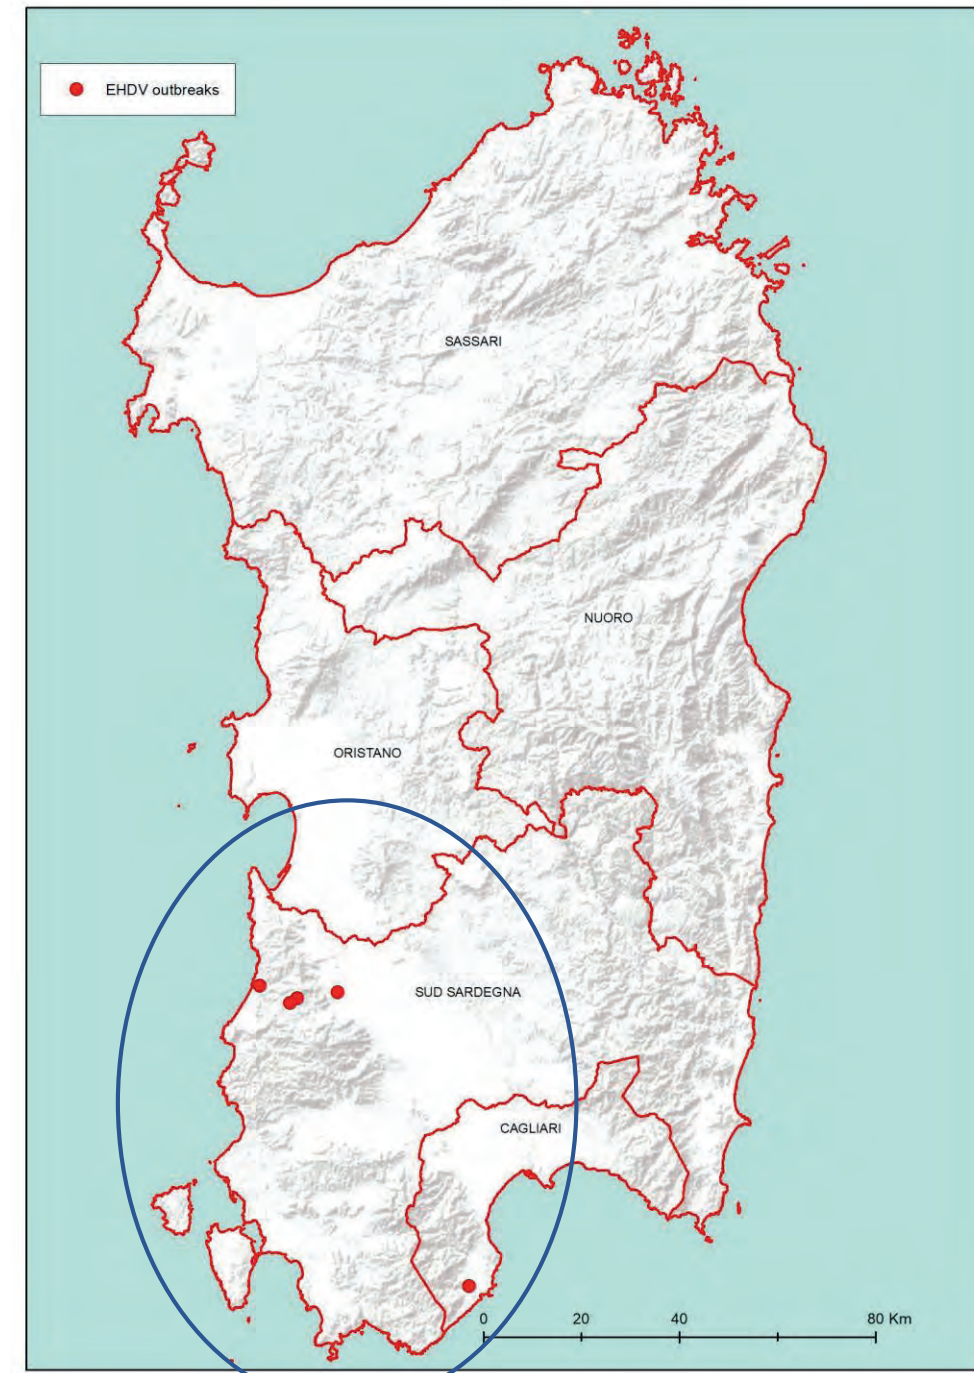 EHDV outbreaks
SASSARI
NUORO
ORISTANO
SUD SARDEGNA
CAGLIARI
0 20 40 80 Km